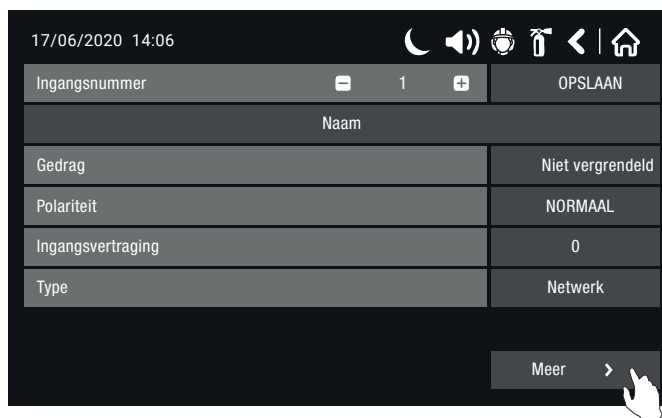 17/06/2020 14:06
Ingangsnummer 1 OPSLAAN
Naam
Gedrag Niet vergrendeld
Polariteit NORMAAL
Ingangsvertraging 0
Type Netwerk
Meer